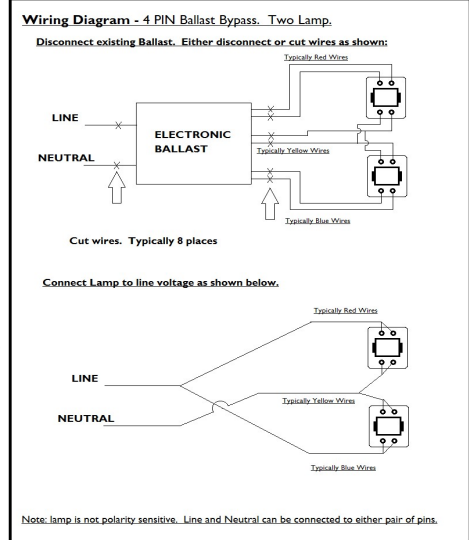 Wiring Diagram - 4 PIN Ballast Bypass. Two Lamp.
Disconnect existing Ballast. Either disconnect or cut wires as shown:
Typically Red Wires
LINE
ELECTRONIC
BALLAST
NEUTRAL
Typically Yellow Wires
Typically Blue Wires
Cut wires. Typically 8 places
Connect Lamp to line voltage as shown below.
Typically Red Wires
LINE
Typically Yellow Wires
NEUTRAL
Typically Blue Wires
Note: lamp is not polarity sensitive. Line and Neutral can be connected to either pair of pins.